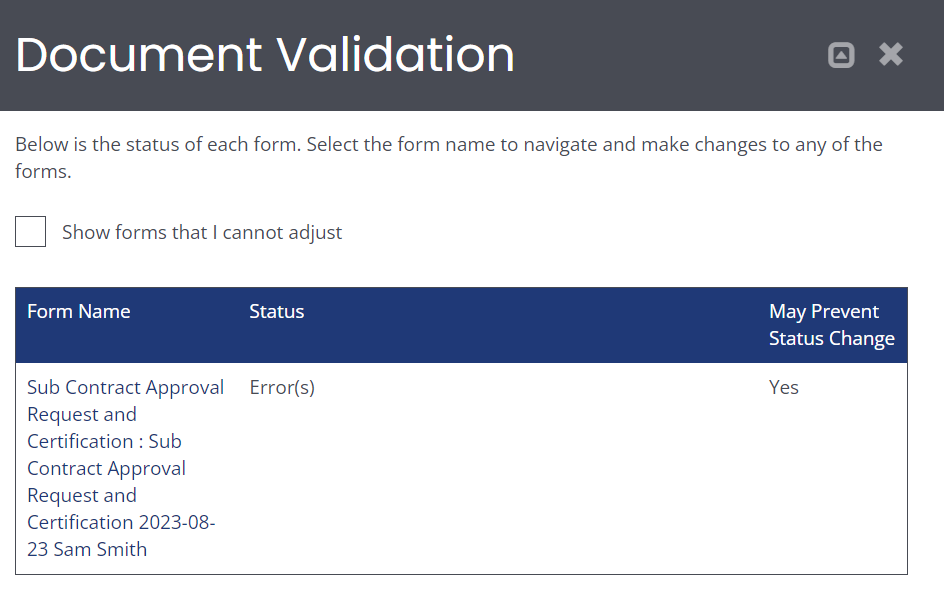 Document Validation
Below is the status of each form. Select the form name to navigate and make changes to any of the
forms.
Show forms that I cannot adjust
Form Name Status May Prevent
Status Change
Sub Contract Approval Error(s) Yes
Request and
Certification : Sub
Contract Approval
Request and
Certification 2023-08-
23 Sam Smith